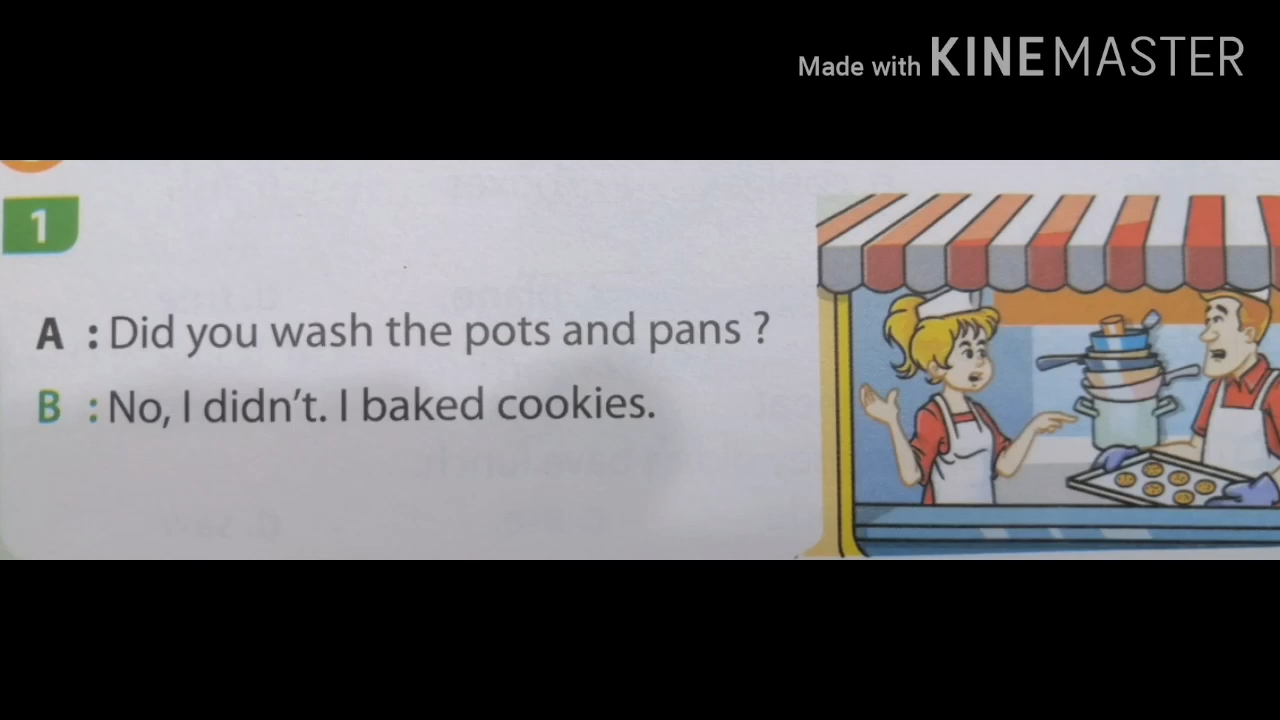 Made with KINEMASTER
1
A : Did you wash the pots and pans ?
B : No, I didn't. I baked cookies.